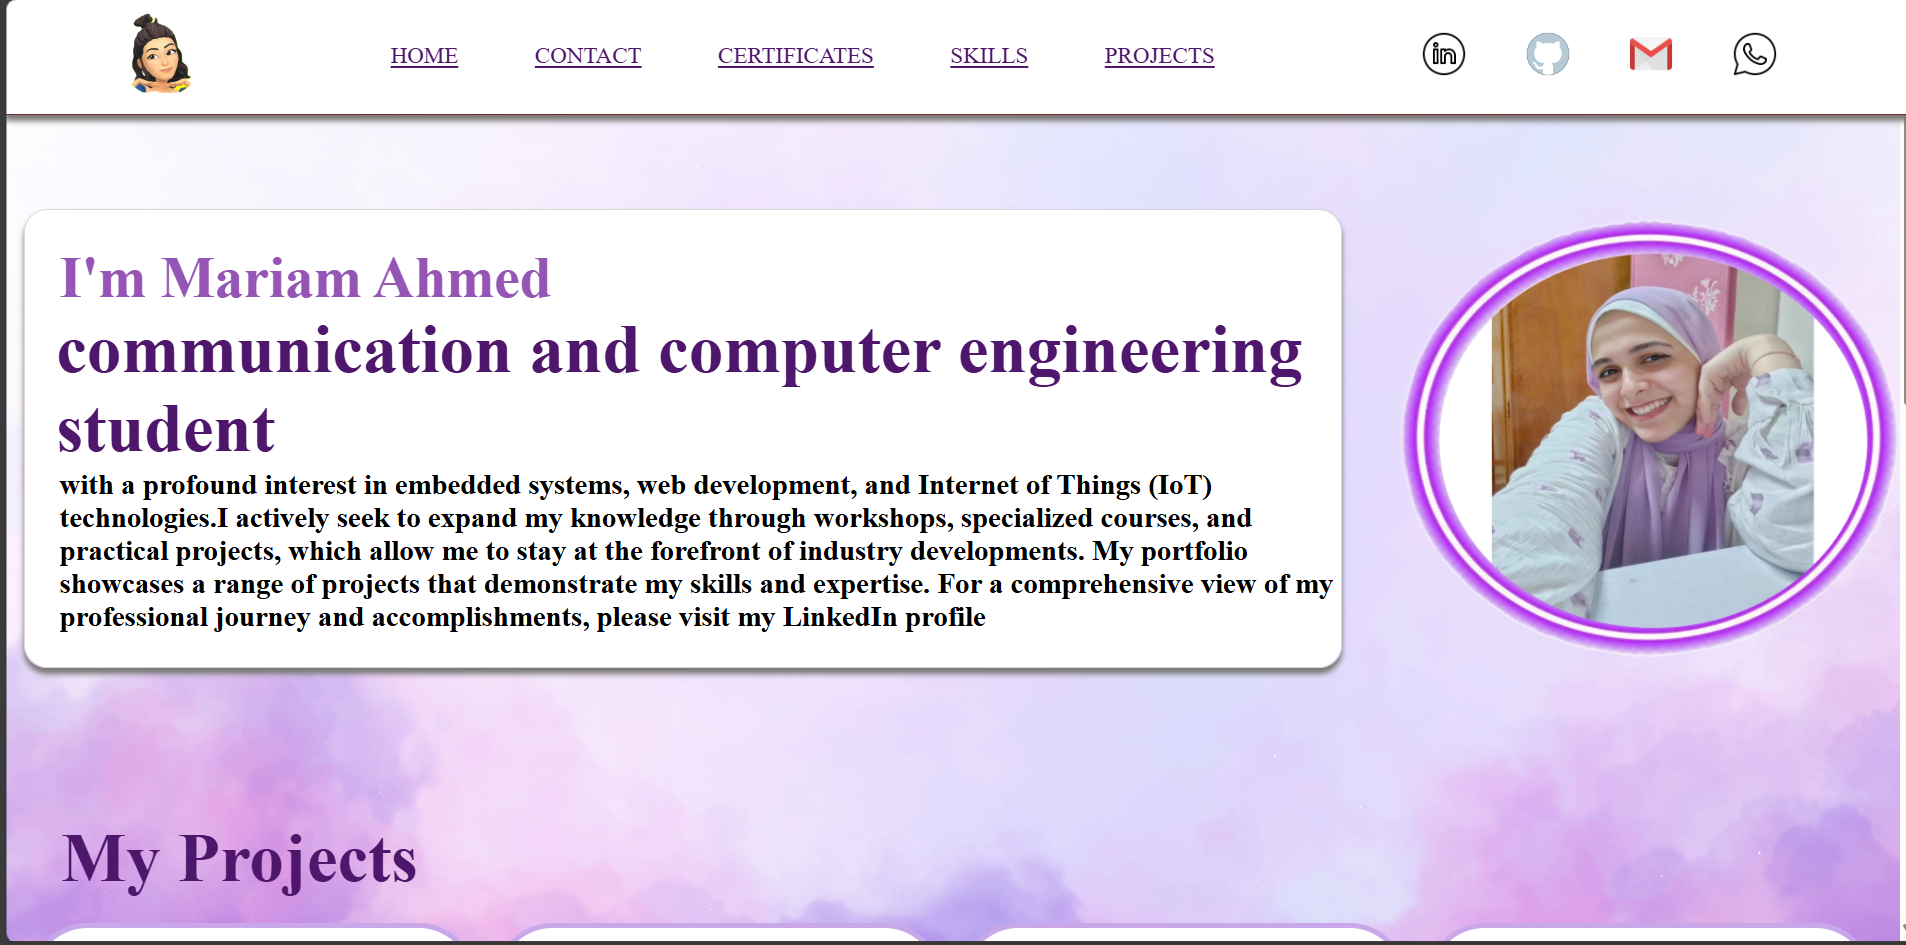 HOME CONTACT CERTIFICATES SKILLS PROJECTS
in
I'm Mariam Ahmed
communication and computer engineering
student
with a profound interest in embedded systems, web development, and Internet of Things (IoT)
technologies.I actively seek to expand my knowledge through workshops, specialized courses, and
practical projects, which allow me to stay at the forefront of industry developments. My portfolio
showcases a range of projects that demonstrate my skills and expertise. For a comprehensive view of my
professional journey and accomplishments, please visit my LinkedIn profile
My Projects